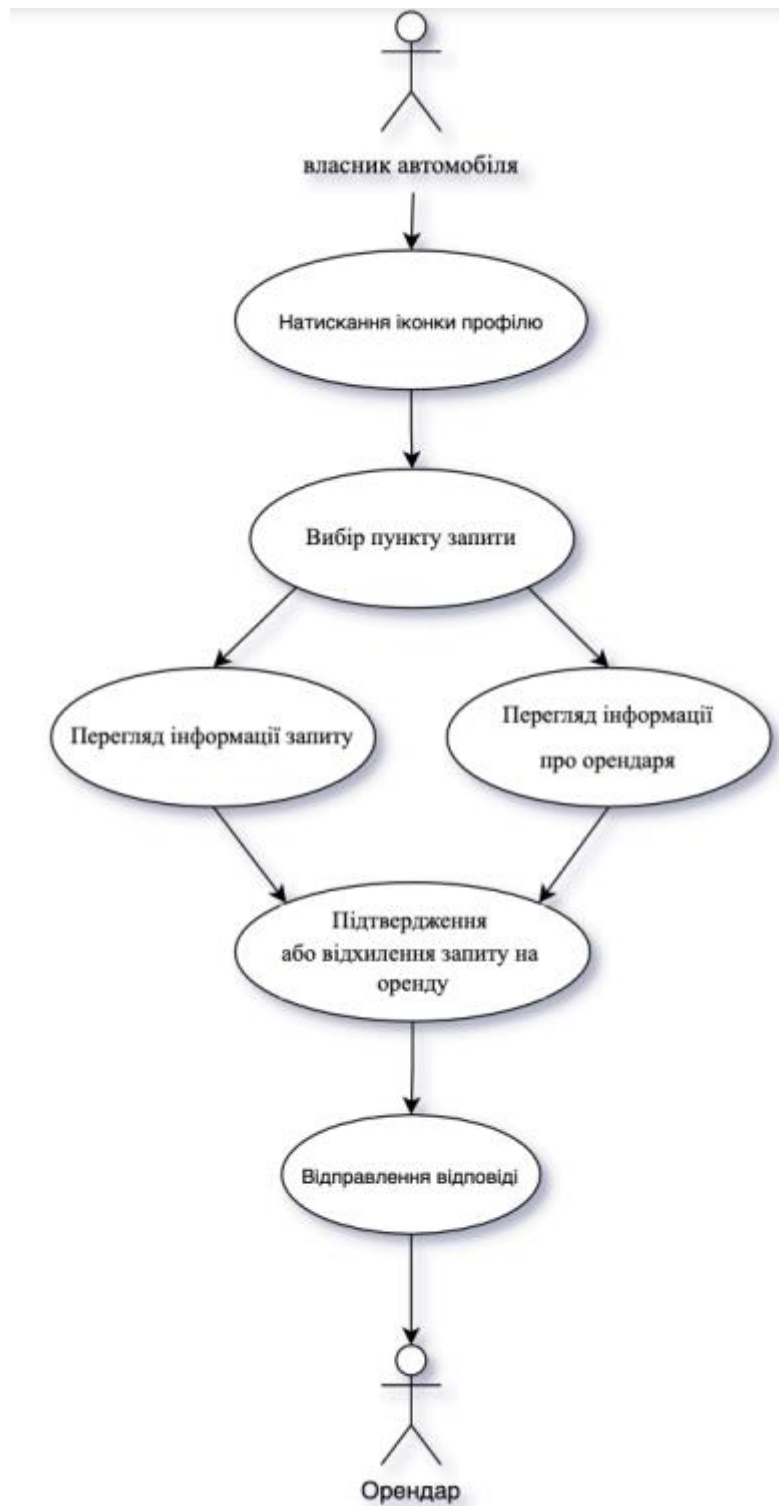 власник автомобіля
Натискання іконки профілю
Вибір пункту запити
Перегляд інформації запиту
Перегляд інформації
про орендаря
Підтвердження
або відхилення запиту на
оренду
Відправлення відповіді
Орендар